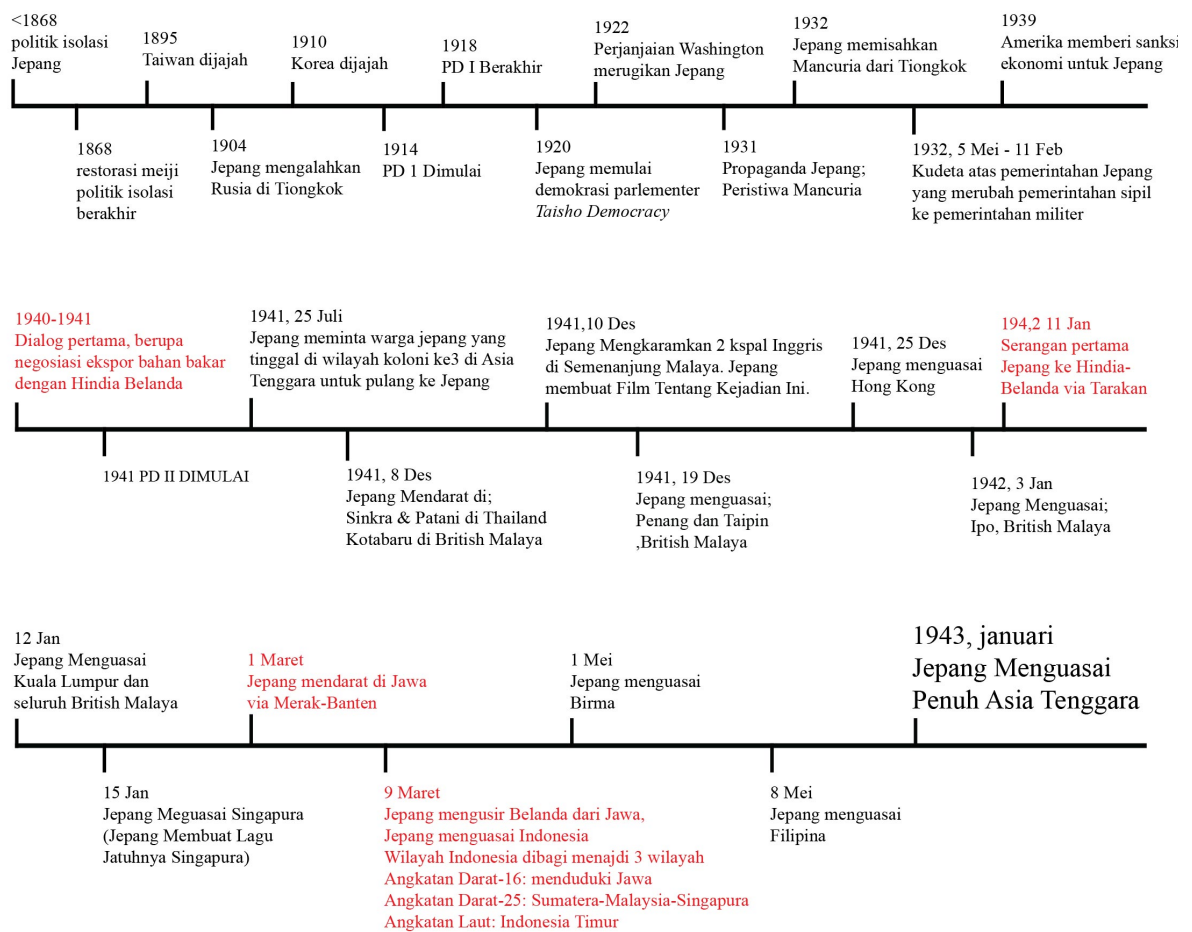 <1868
politik isolasi
Jepang
1895
Taiwan dijajah
1910
Korea dijajah
1918
PD I Berakhir
1922
Perjanjaian Washington
merugikan Jepang
1932
Jepang memisahkan
Mancuria dari Tiongkok
1939
Amerika memberi sanksi
ekonomi untuk Jepang
1868
restorasi meiji
politik isolasi
berakhir
1904
Jepang mengalahkan
Rusia di Tiongkok
1914
PD 1 Dimulai
1920
Jepang memulai
demokrasi parlementer
Taisho Democracy
1931
Propaganda Jepang;
Peristiwa Mancuria
1932, 5 Mei - 11 Feb
Kudeta atas pemerintahan Jepang
yang merubah pemerintahan sipil
ke pemerintahan militer
1940-1941
Dialog pertama, berupa
negosiasi ekspor bahan bakar
dengan Hindia Belanda
1941, 25 Juli
Jepang meminta warga jepang yang
tinggal di wilayah koloni ke3 di Asia
Tenggara untuk pulang ke Jepang
1941,10 Des
Jepang Mengkaramkan 2 kspal Inggris
di Semenanjung Malaya. Jepang
membuat Film Tentang Kejadian Ini.
1941, 25 Des
Jepang menguasai
Hong Kong
194,2 11 Jan
Serangan pertama
Jepang ke Hindia-
Belanda via Tarakan
1941 PD II DIMULAI
1941, 8 Des
Jepang Mendarat di;
Sinkra & Patani di Thailand
Kotabaru di British Malaya
1941, 19 Des
Jepang menguasai;
Penang dan Taipin
,British Malaya
1942, 3 Jan
Jepang Menguasai;
Ipo, British Malaya
12 Jan
Jepang Menguasai
Kuala Lumpur dan
seluruh British Malaya
1 Maret
Jepang mendarat di Jawa
via Merak-Banten
1 Mei
Jepang menguasai
Birma
1943, januari
Jepang Menguasai
Penuh Asia Tenggara
15 Jan
Jepang Meguasai Singapura
(Jepang Membuat Lagu
Jatuhnya Singapura)
9 Maret
Jepang mengusir Belanda dari Jawa,
Jepang menguasai Indonesia
Wilayah Indonesia dibagi menajdi 3 wilayah
Angkatan Darat-16: menduduki Jawa
Angkatan Darat-25: Sumatera-Malaysia-Singapura
Angkatan Laut: Indonesia Timur
8 Mei
Jepang menguasai
Filipina